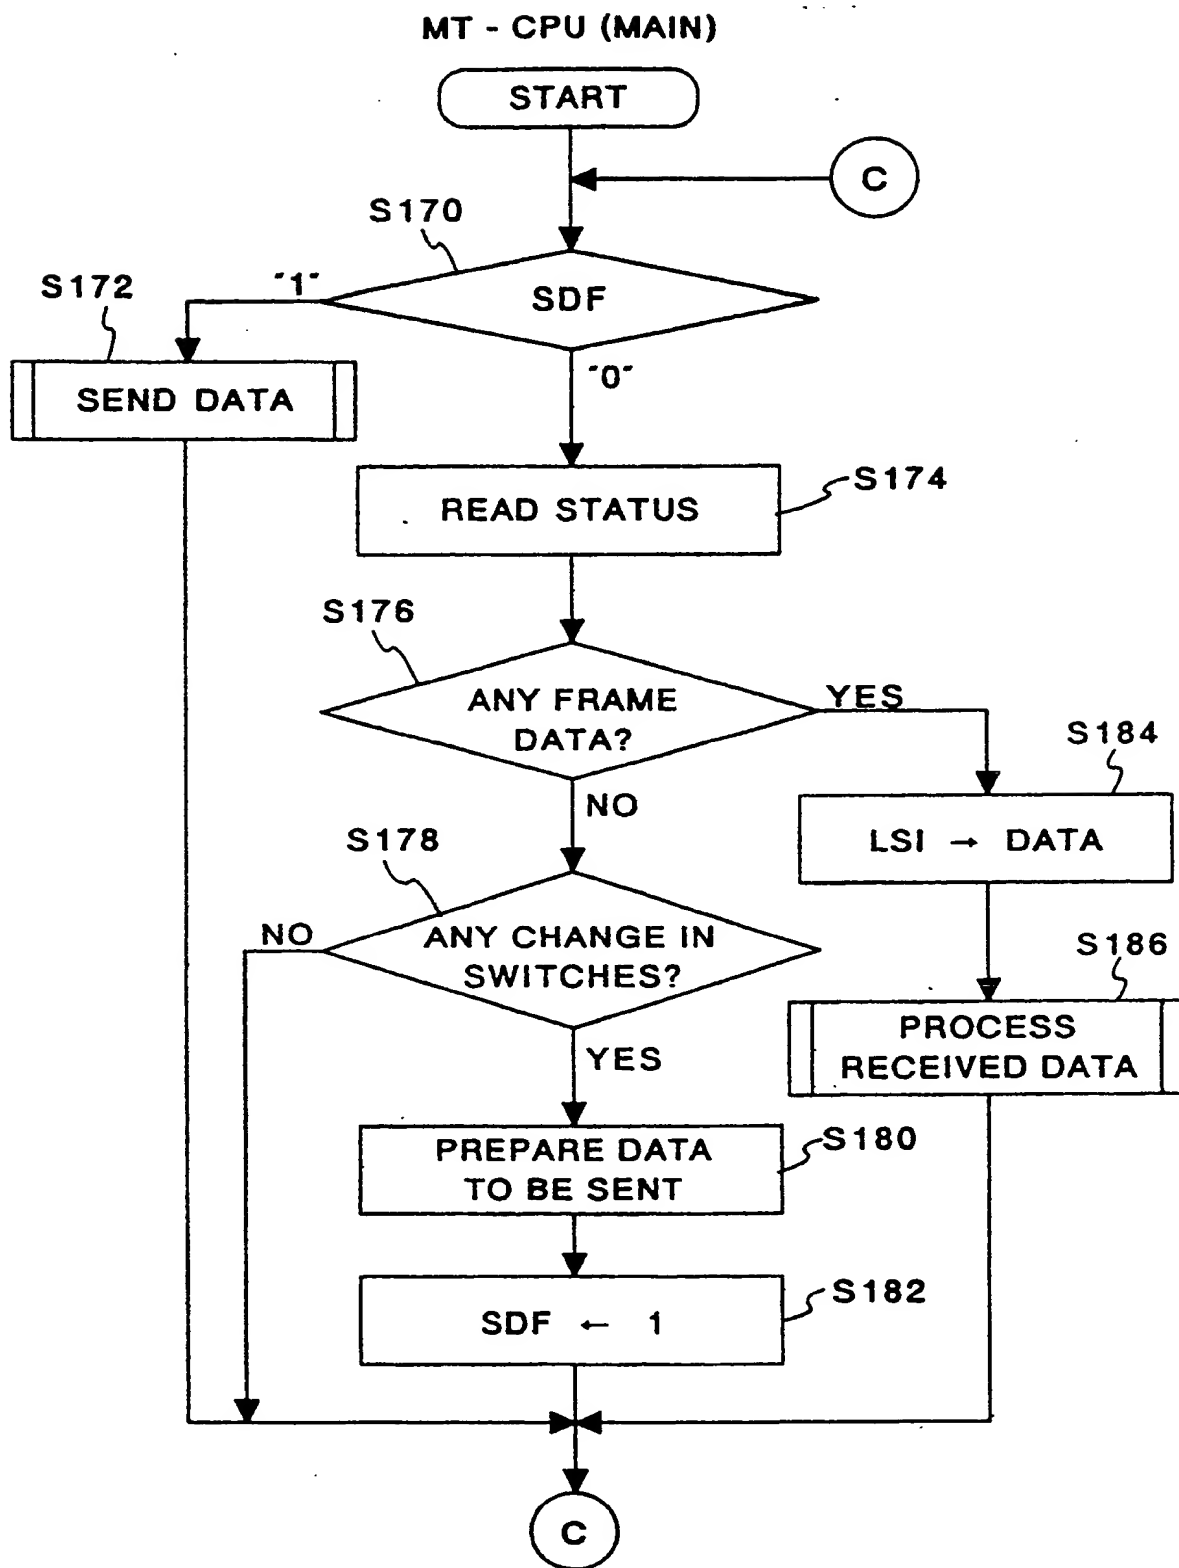 MT - CPU (MAIN)
START
C
S170
"1"
SDF
S172
"0"
SEND DATA
S174
READ STATUS
S176
ANY FRAME
DATA?
YES
S184
NO
LSI → DATA
S178
NO
ANY CHANGE IN
SWITCHES?
S186
YES
PROCESS
RECEIVED DATA
PREPARE DATA
TO BE SENT
S180
S182
SDF ← 1
C